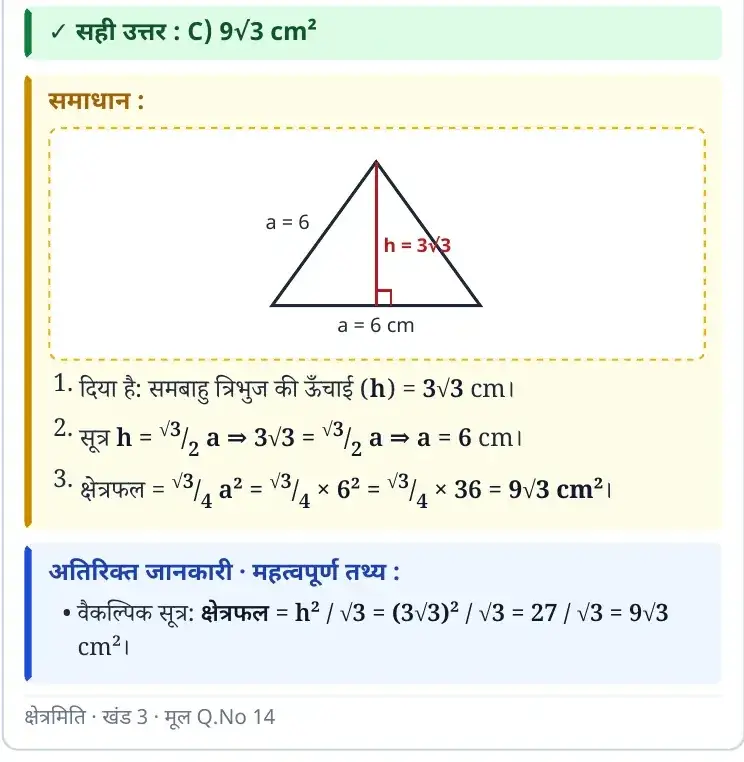 ✓ सही उत्तर : C) 9√3 cm²
समाधान :
a = 6
h = 3√3
a = 6 cm
1. दिया है: समबाहु त्रिभुज की ऊँचाई (h) = 3√3 cm।
2. सूत्र h = √3/2 a ⇒ 3√3 = √3/2 a ⇒ a = 6 cm।
3. क्षेत्रफल = √3/4 a² = √3/4 × 6² = √3/4 × 36 = 9√3 cm²।
अतिरिक्त जानकारी · महत्वपूर्ण तथ्य :
• वैकल्पिक सूत्र: क्षेत्रफल = h² / √3 = (3√3)² / √3 = 27 / √3 = 9√3
cm²।
क्षेत्रमिति · खंड 3 · मूल Q.No 14